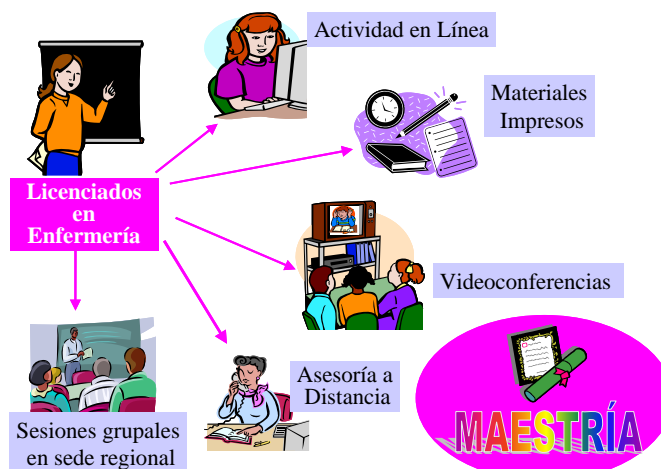 Actividad en Línea
Materiales
Impresos
Licenciados
en
Enfermería
Videoconferencias
Asesoría a
Distancia
Sesiones grupales
en sede regional
MAESTRÍA